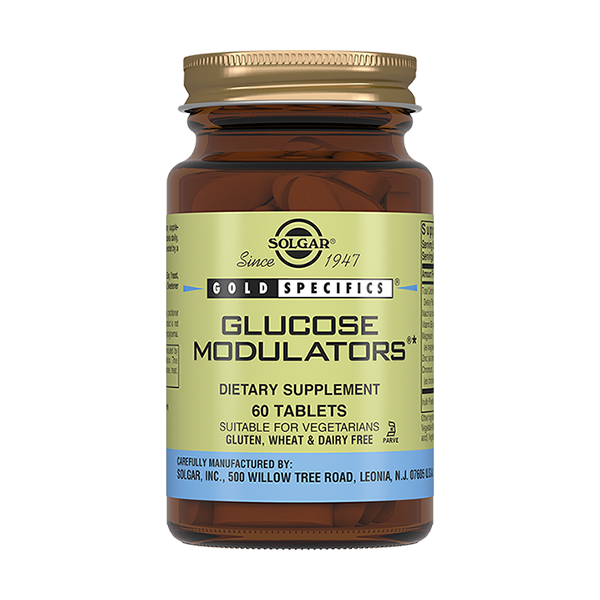 SOLGAR®
Since 1947
GOLD SPECIFICS®
GLUCOSE
MODULATORS®*
DIETARY SUPPLEMENT
60 TABLETS
SUITABLE FOR VEGETARIANS
GLUTEN, WHEAT & DAIRY FREE
PARVE
CAREFULLY MANUFACTURED BY:
SOLGAR, INC., 500 WILLOW TREE ROAD, LEONIA, N.J. 07605 U.S.A